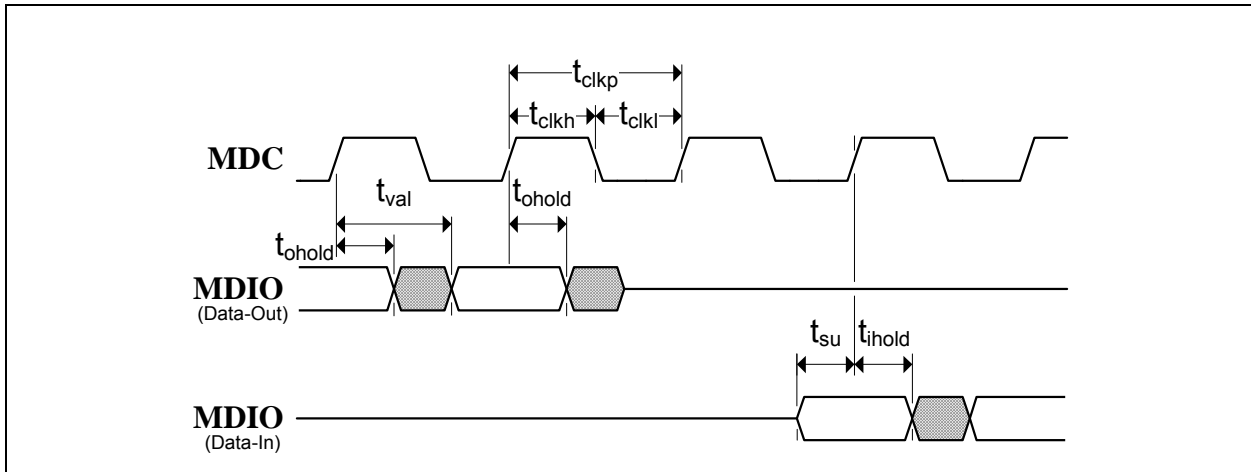 tclkp
tclkh tclkl
MDC
tval tohold
tohold
MDIO
(Data-Out)
tsu tihold
MDIO
(Data-In)